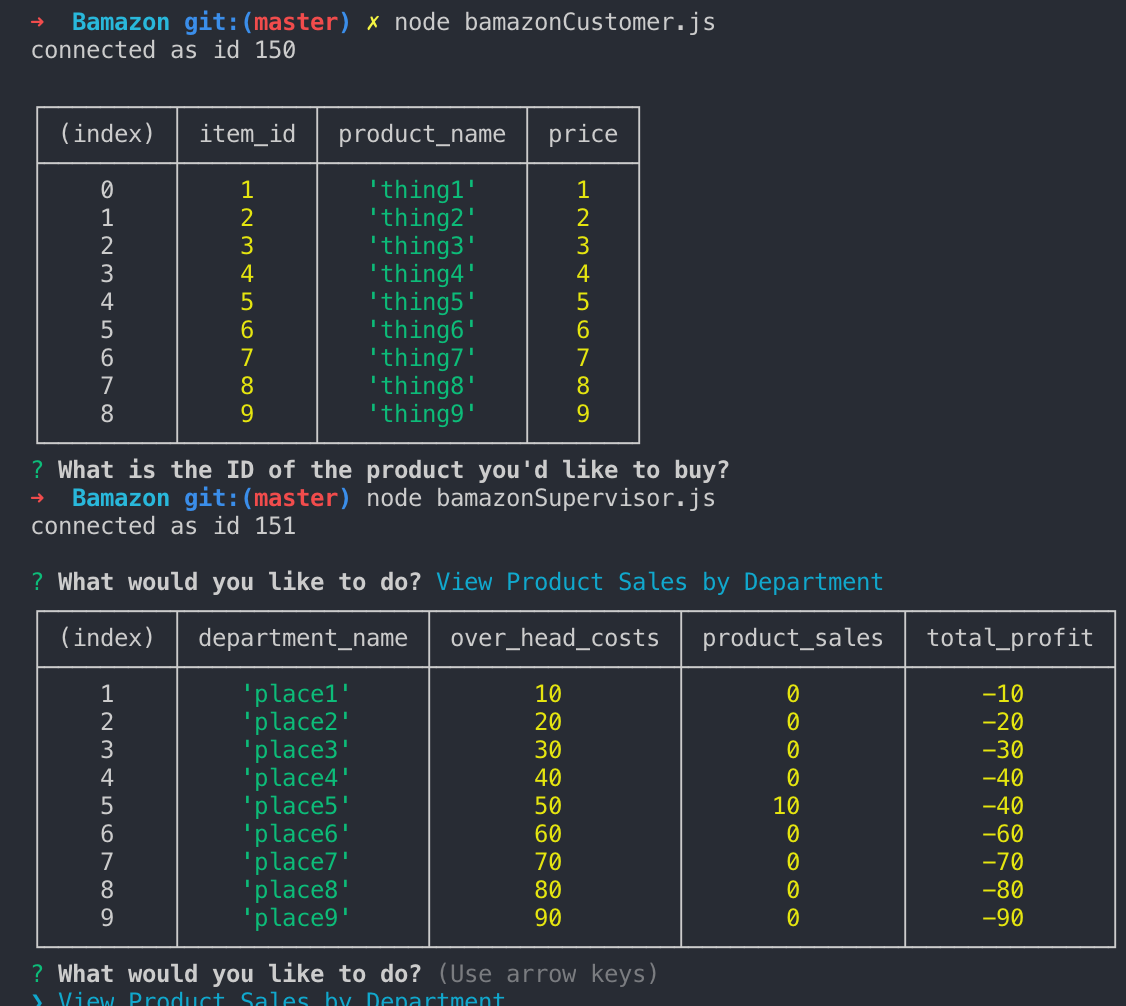 ➜  Bamazon git:(master) ✗ node bamazonCustomer.js
connected as id 150
(index) item_id product_name price
0 1 'thing1' 1
1 2 'thing2' 2
2 3 'thing3' 3
3 4 'thing4' 4
4 5 'thing5' 5
5 6 'thing6' 6
6 7 'thing7' 7
7 8 'thing8' 8
8 9 'thing9' 9
? What is the ID of the product you'd like to buy?
➜  Bamazon git:(master) node bamazonSupervisor.js
connected as id 151
? What would you like to do? View Product Sales by Department
(index) department_name over_head_costs product_sales total_profit
1 'place1' 10 0 -10
2 'place2' 20 0 -20
3 'place3' 30 0 -30
4 'place4' 40 0 -40
5 'place5' 50 10 -40
6 'place6' 60 0 -60
7 'place7' 70 0 -70
8 'place8' 80 0 -80
9 'place9' 90 0 -90
? What would you like to do? (Use arrow keys)
❯ View Product Sales by Department